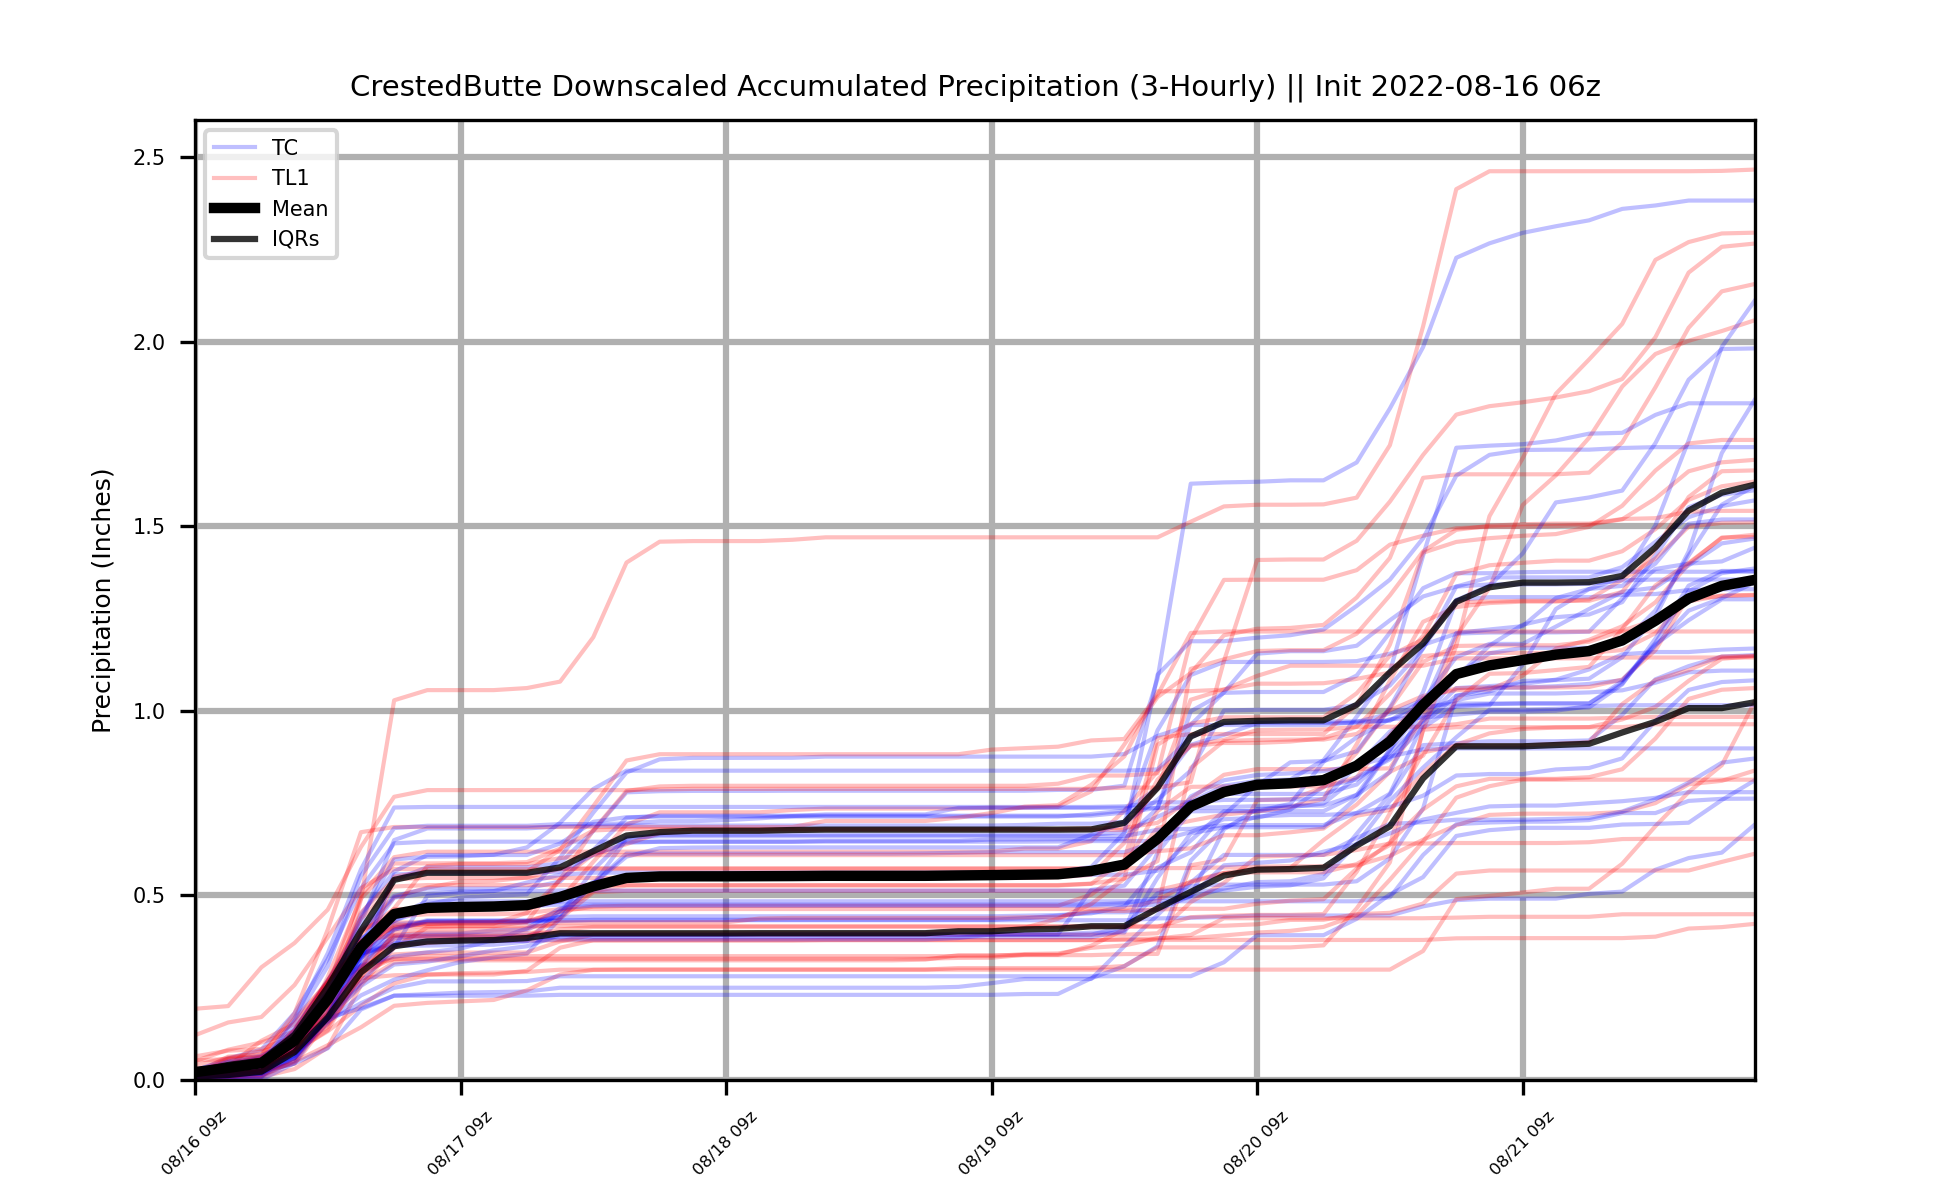 CrestedButte Downscaled Accumulated Precipitation (3-Hourly) || Init 2022-08-16 06z
TC
TL1
Mean
IQRs
Precipitation (Inches)
2.5
2.0
1.5
1.0
0.5
0.0
08/16 09z
08/17 09z
08/18 09z
08/19 09z
08/20 09z
08/21 09z